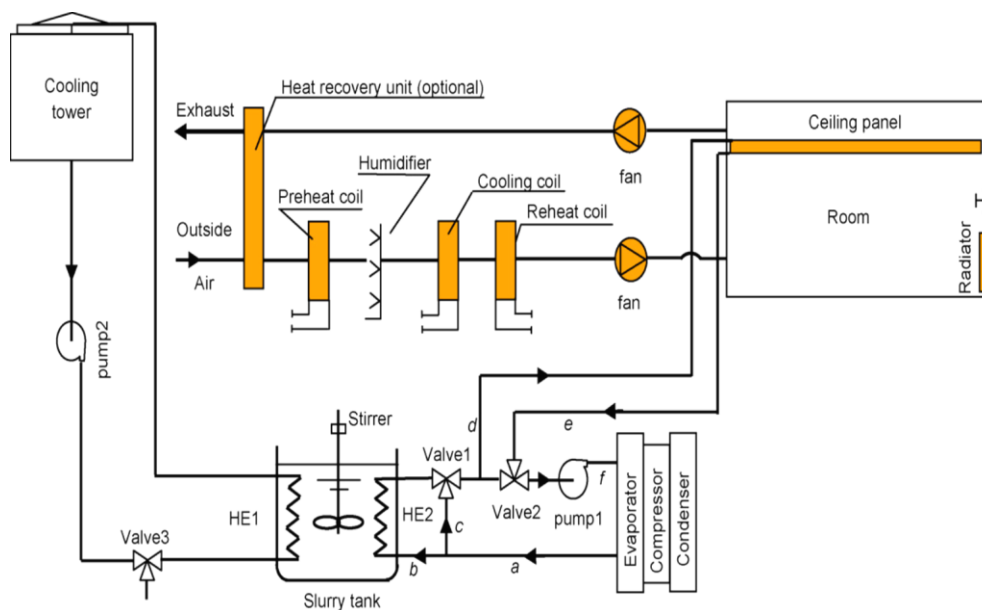 Cooling
tower
Exhaust
Heat recovery unit (optional)
Humidifier
Preheat coil
Cooling coil
Reheat coil
Outside
Air
fan
fan
Ceiling panel
Room
H
Radiator
pump2
Stirrer
d
e
Valve1
HE1
HE2
c
Valve2
pump1
f
Evaporator
Compressor
Condenser
Valve3
b
a
Slurry tank